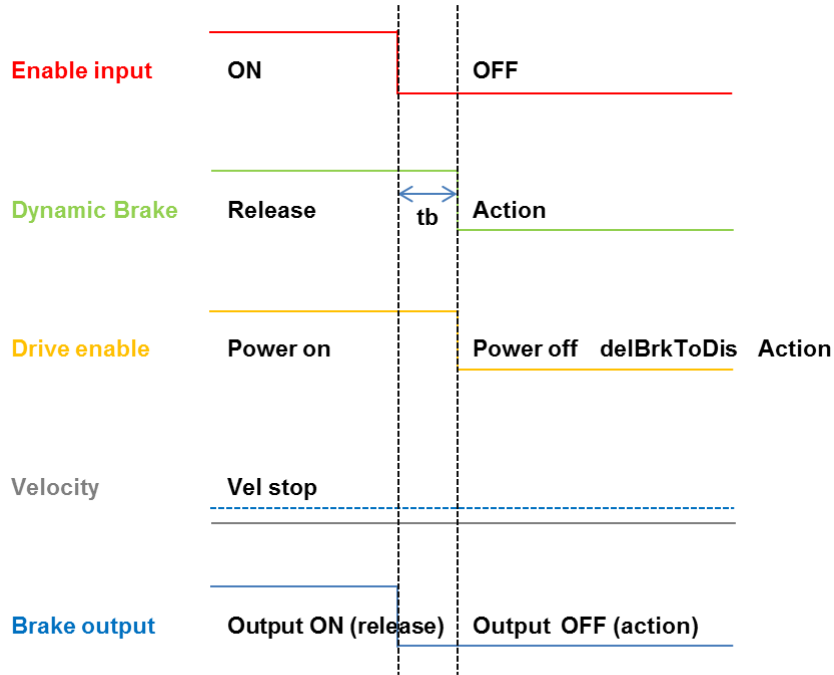 Enable input ON OFF
Dynamic Brake Release tb Action
Drive enable Power on Power off delBrkToDis Action
Velocity Vel stop
Brake output Output ON (release) Output OFF (action)